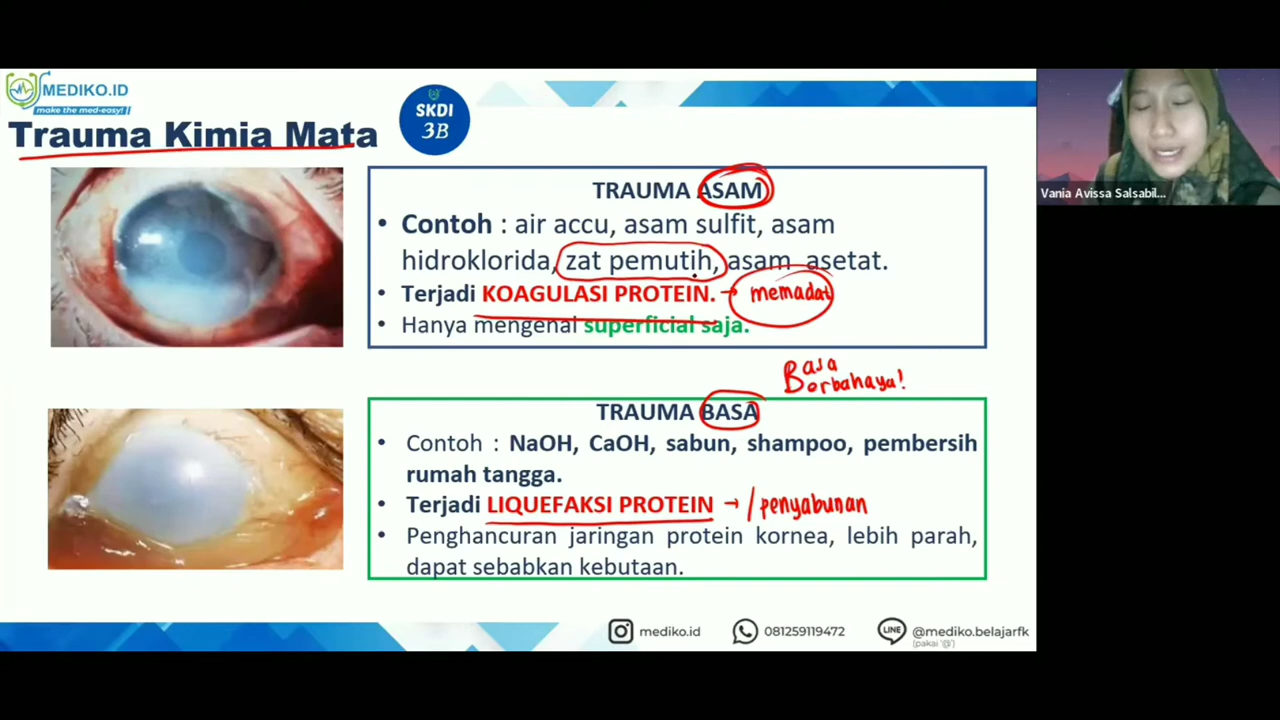 MEDIKO.ID
make the med-easy!!
Trauma Kimia Mata
SKDI
3B
TRAUMA ASAM
• Contoh : air accu, asam sulfit, asam
hidroklorida, zat pemutih, asam asetat.
• Terjadi KOAGULASI PROTEIN. → memadat
• Hanya mengenai superficial saja.
Basa
Berbahaya!
TRAUMA BASA
• Contoh : NaOH, CaOH, sabun, shampoo, pembersih
rumah tangga.
• Terjadi LIQUEFAKSI PROTEIN → / penyabunan
• Penghancuran jaringan protein kornea, lebih parah,
dapat sebabkan kebutaan.
mediko.id
081259119472
LINE
@mediko.belajarfk
(pakai '@')
Vania Avissa Salsabil...